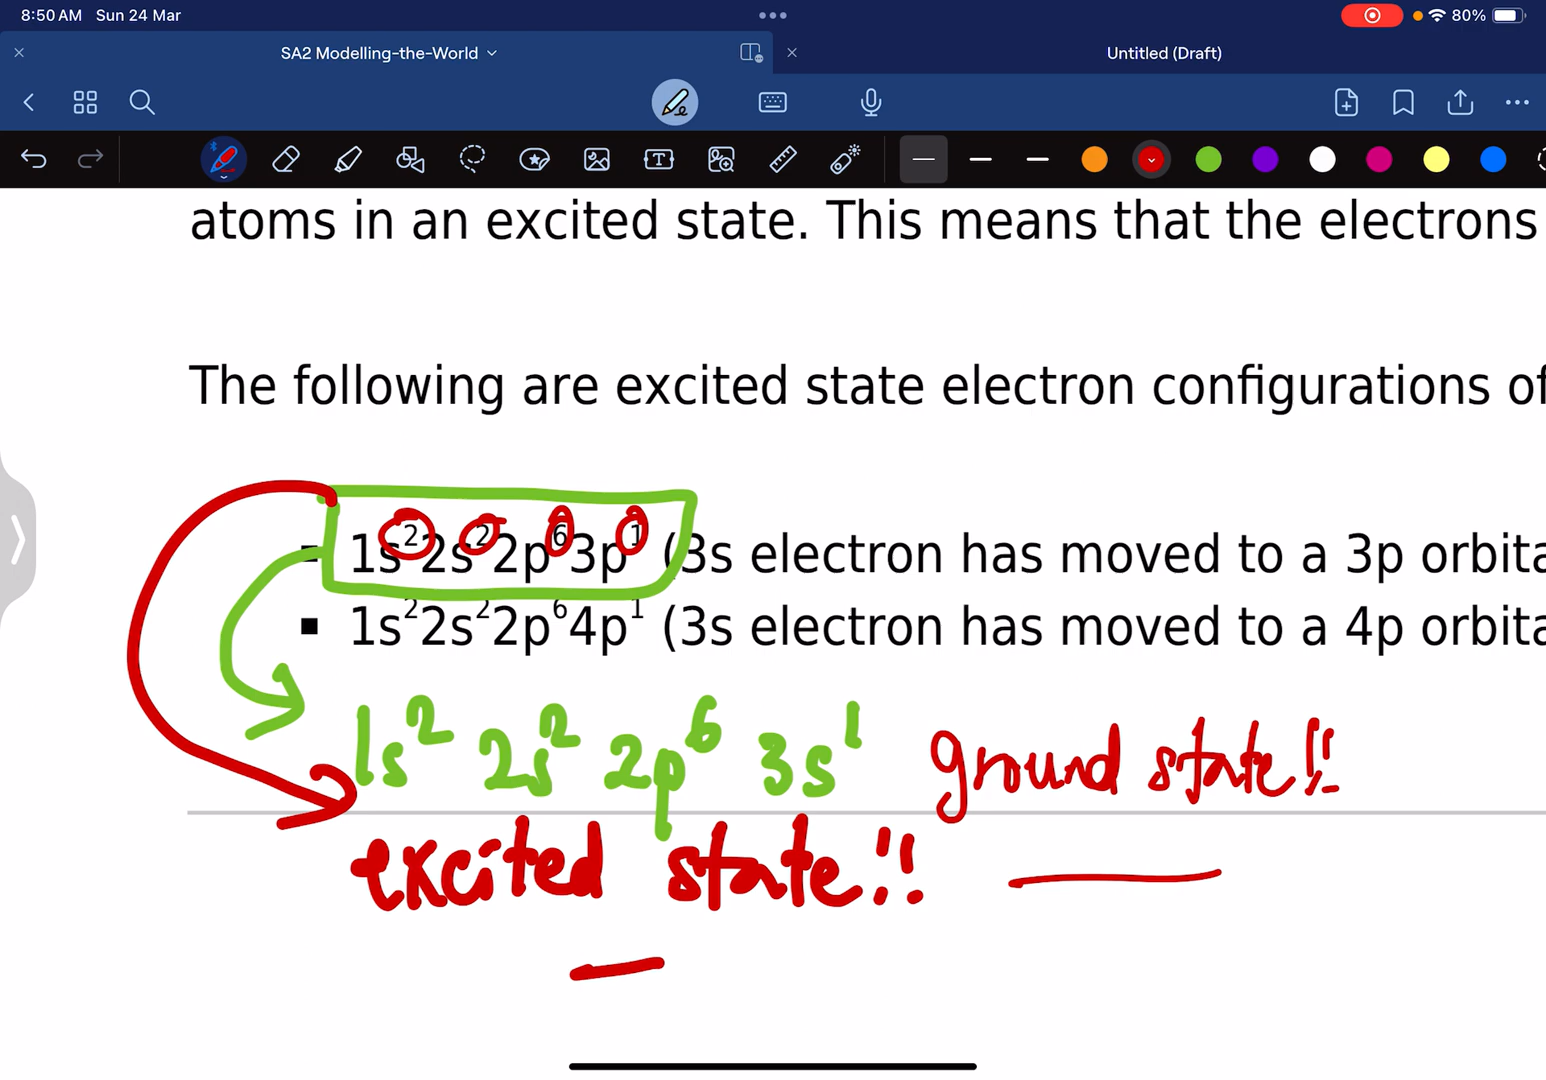 8:50 AM Sun 24 Mar
80%
SA2 Modelling-the-World
Untitled (Draft)
atoms in an excited state. This means that the electrons
The following are excited state electron configurations of
1s²2s²2p⁶3p¹ (3s electron has moved to a 3p orbita
■ 1s²2s²2p⁶4p¹ (3s electron has moved to a 4p orbita
1s² 2s² 2p⁶ 3s¹ ground state!!
excited state!!